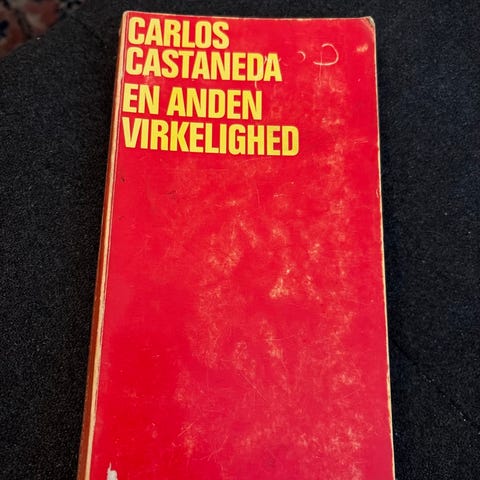 CARLOS
CASTANEDA
EN ANDEN
VIRKELIGHED